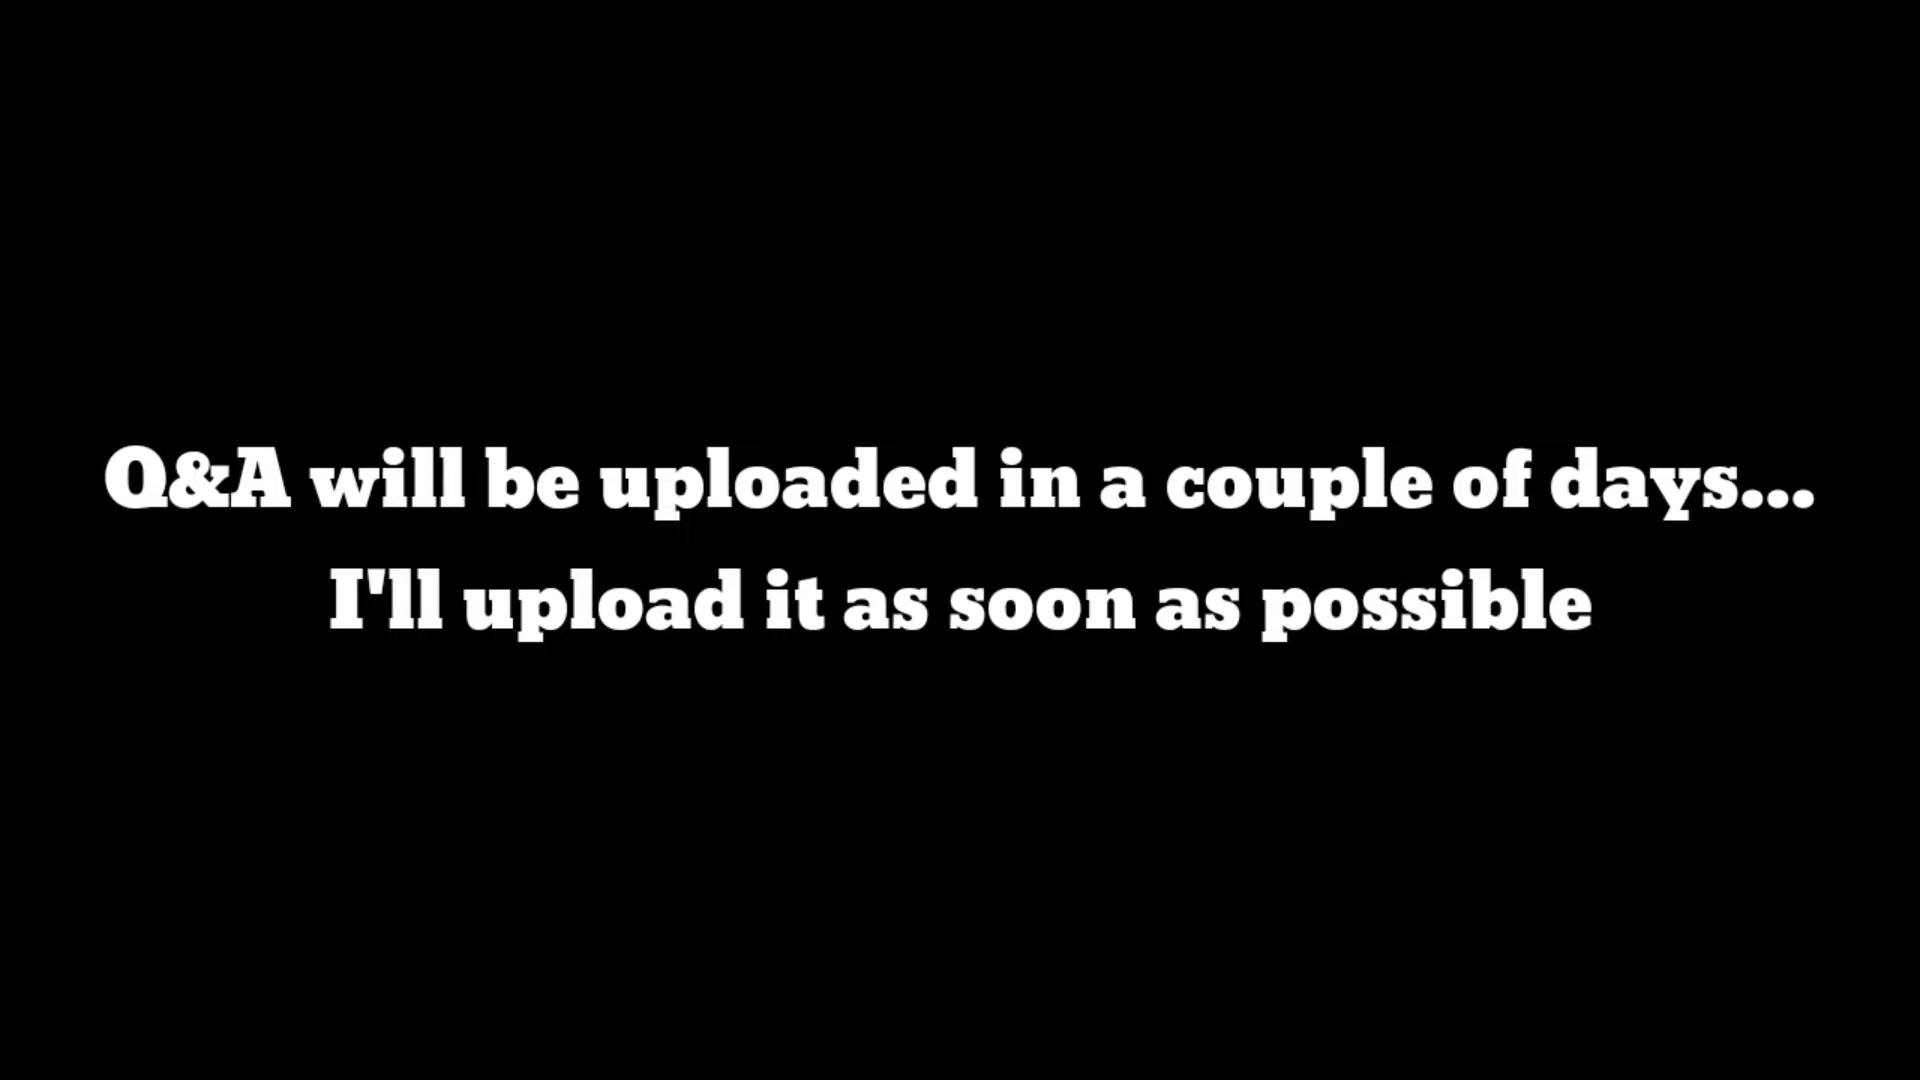 Q&A will be uploaded in a couple of days...
I'll upload it as soon as possible